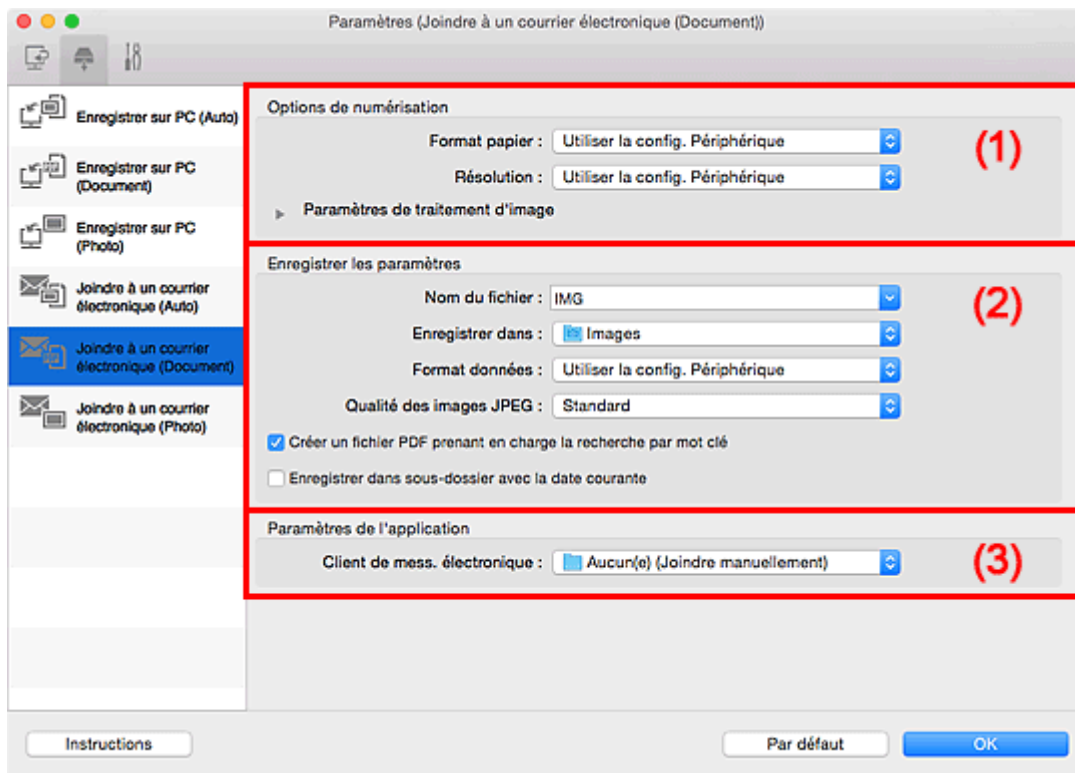 Paramètres (Joindre à un courrier électronique (Document))
Enregistrer sur PC (Auto)
Enregistrer sur PC
(Document)
Enregistrer sur PC
(Photo)
Joindre à un courrier
électronique (Auto)
Joindre à un courrier
électronique (Document)
Joindre à un courrier
électronique (Photo)
Options de numérisation
(1)
Format papier : Utiliser la config. Périphérique
Résolution : Utiliser la config. Périphérique
Paramètres de traitement d'image
Enregistrer les paramètres
(2)
Nom du fichier : IMG
Enregistrer dans : Images
Format données : Utiliser la config. Périphérique
Qualité des images JPEG : Standard
Créer un fichier PDF prenant en charge la recherche par mot clé
Enregistrer dans sous-dossier avec la date courante
Paramètres de l'application
(3)
Client de mess. électronique : Aucun(e) (Joindre manuellement)
Instructions
Par défaut
OK